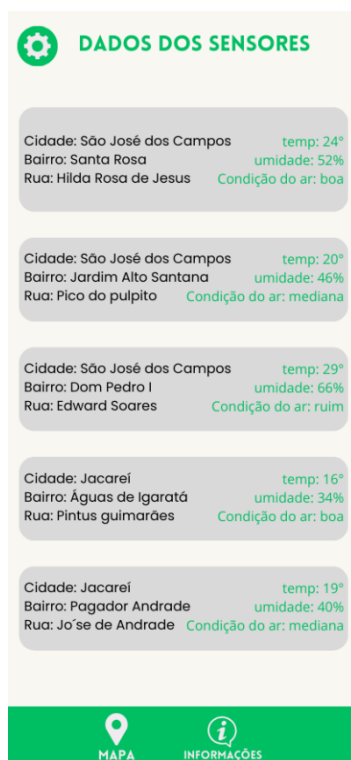 DADOS DOS SENSORES
Cidade: São José dos Campos temp: 24°
Bairro: Santa Rosa umidade: 52%
Rua: Hilda Rosa de Jesus Condição do ar: boa
Cidade: São José dos Campos temp: 20°
Bairro: Jardim Alto Santana umidade: 46%
Rua: Pico do pulpito Condição do ar: mediana
Cidade: São José dos Campos temp: 29°
Bairro: Dom Pedro I umidade: 66%
Rua: Edward Soares Condição do ar: ruim
Cidade: Jacareí temp: 16°
Bairro: Águas de Igaratá umidade: 34%
Rua: Pintus guimarães Condição do ar: boa
Cidade: Jacareí temp: 19°
Bairro: Pagador Andrade umidade: 40%
Rua: Jo´se de Andrade Condição do ar: mediana
MAPA INFORMAÇÕES